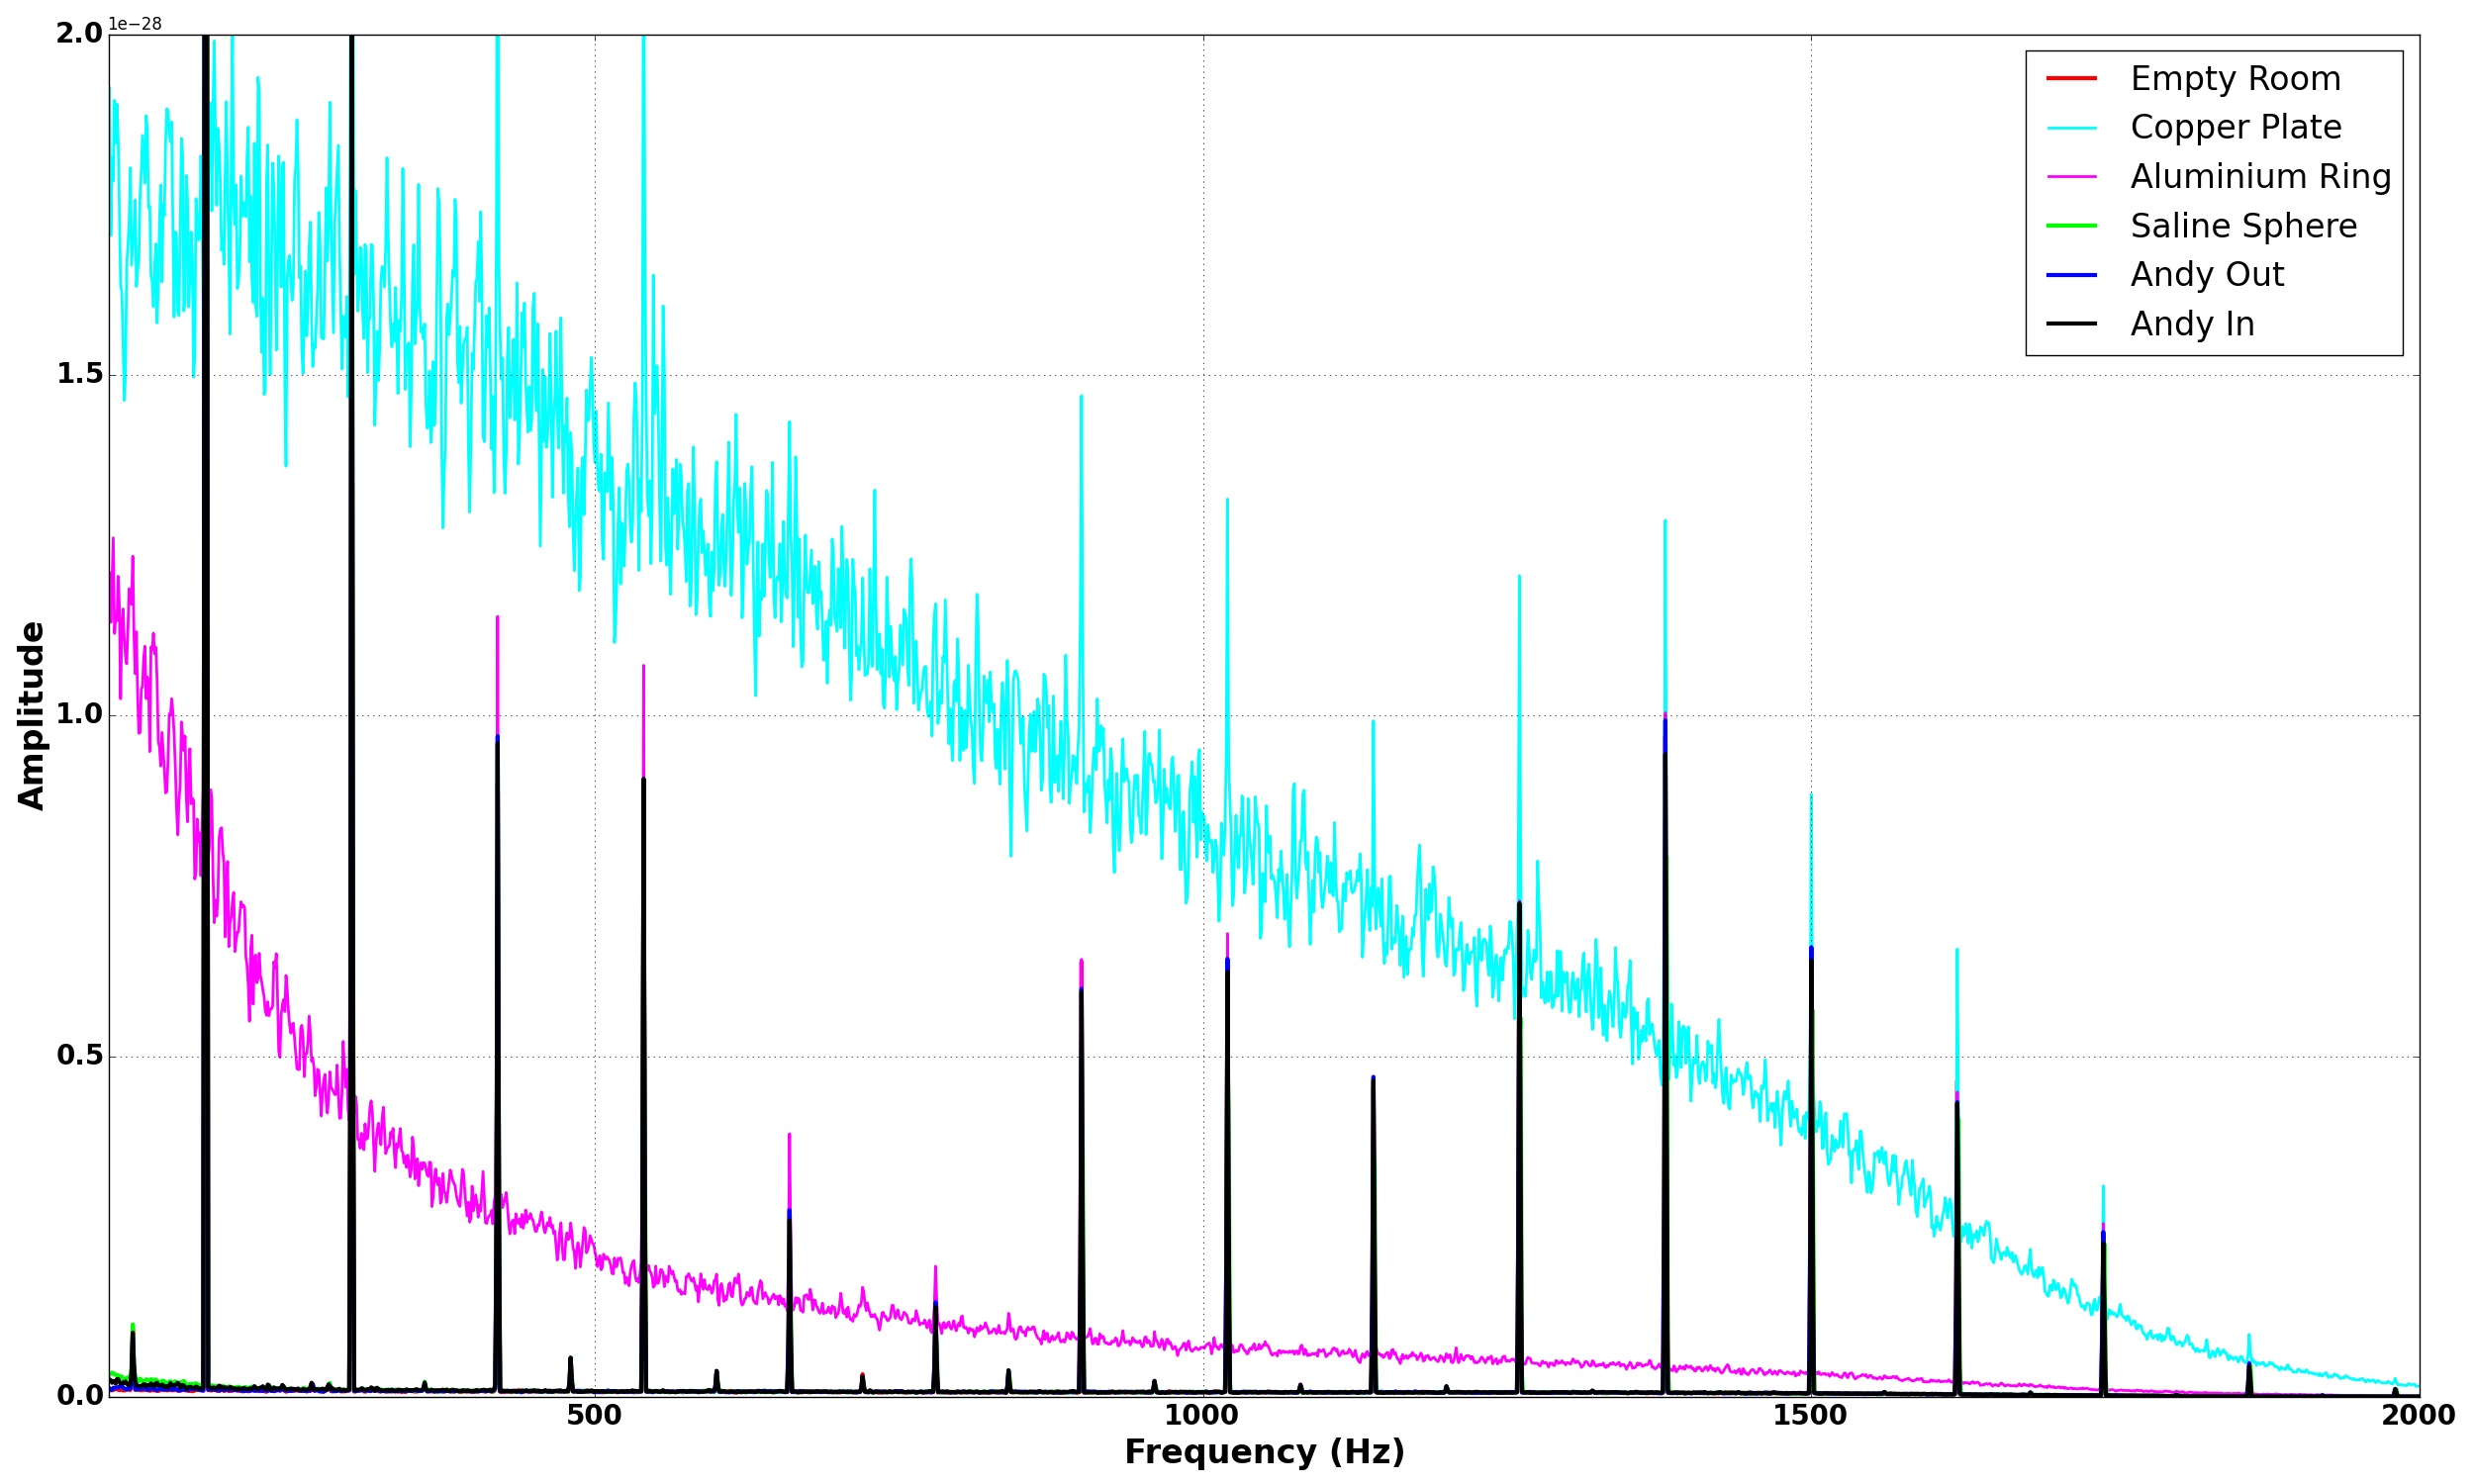 1e−28
2.0
1.5
1.0
0.5
0.0
Amplitude
500
1000
1500
2000
Frequency (Hz)
Empty Room
Copper Plate
Aluminium Ring
Saline Sphere
Andy Out
Andy In